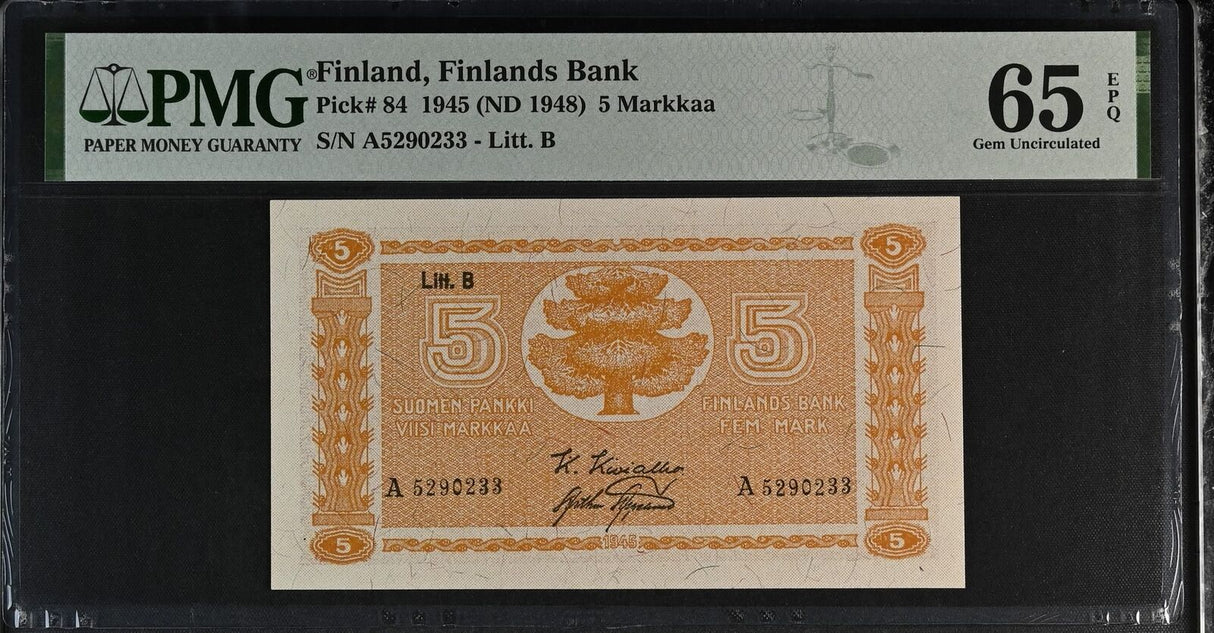 PMG®
PAPER MONEY GUARANTY
Finland, Finlands Bank
Pick# 84 1945 (ND 1948) 5 Markkaa
S/N A5290233 - Litt. B
65
EPQ
Gem Uncirculated
5
5
Litt. B
5
5
SUOMEN PANKKI
VIISI MARKKAA
FINLANDS BANK
FEM MARK
A 5290233
A 5290233
5
1945
5